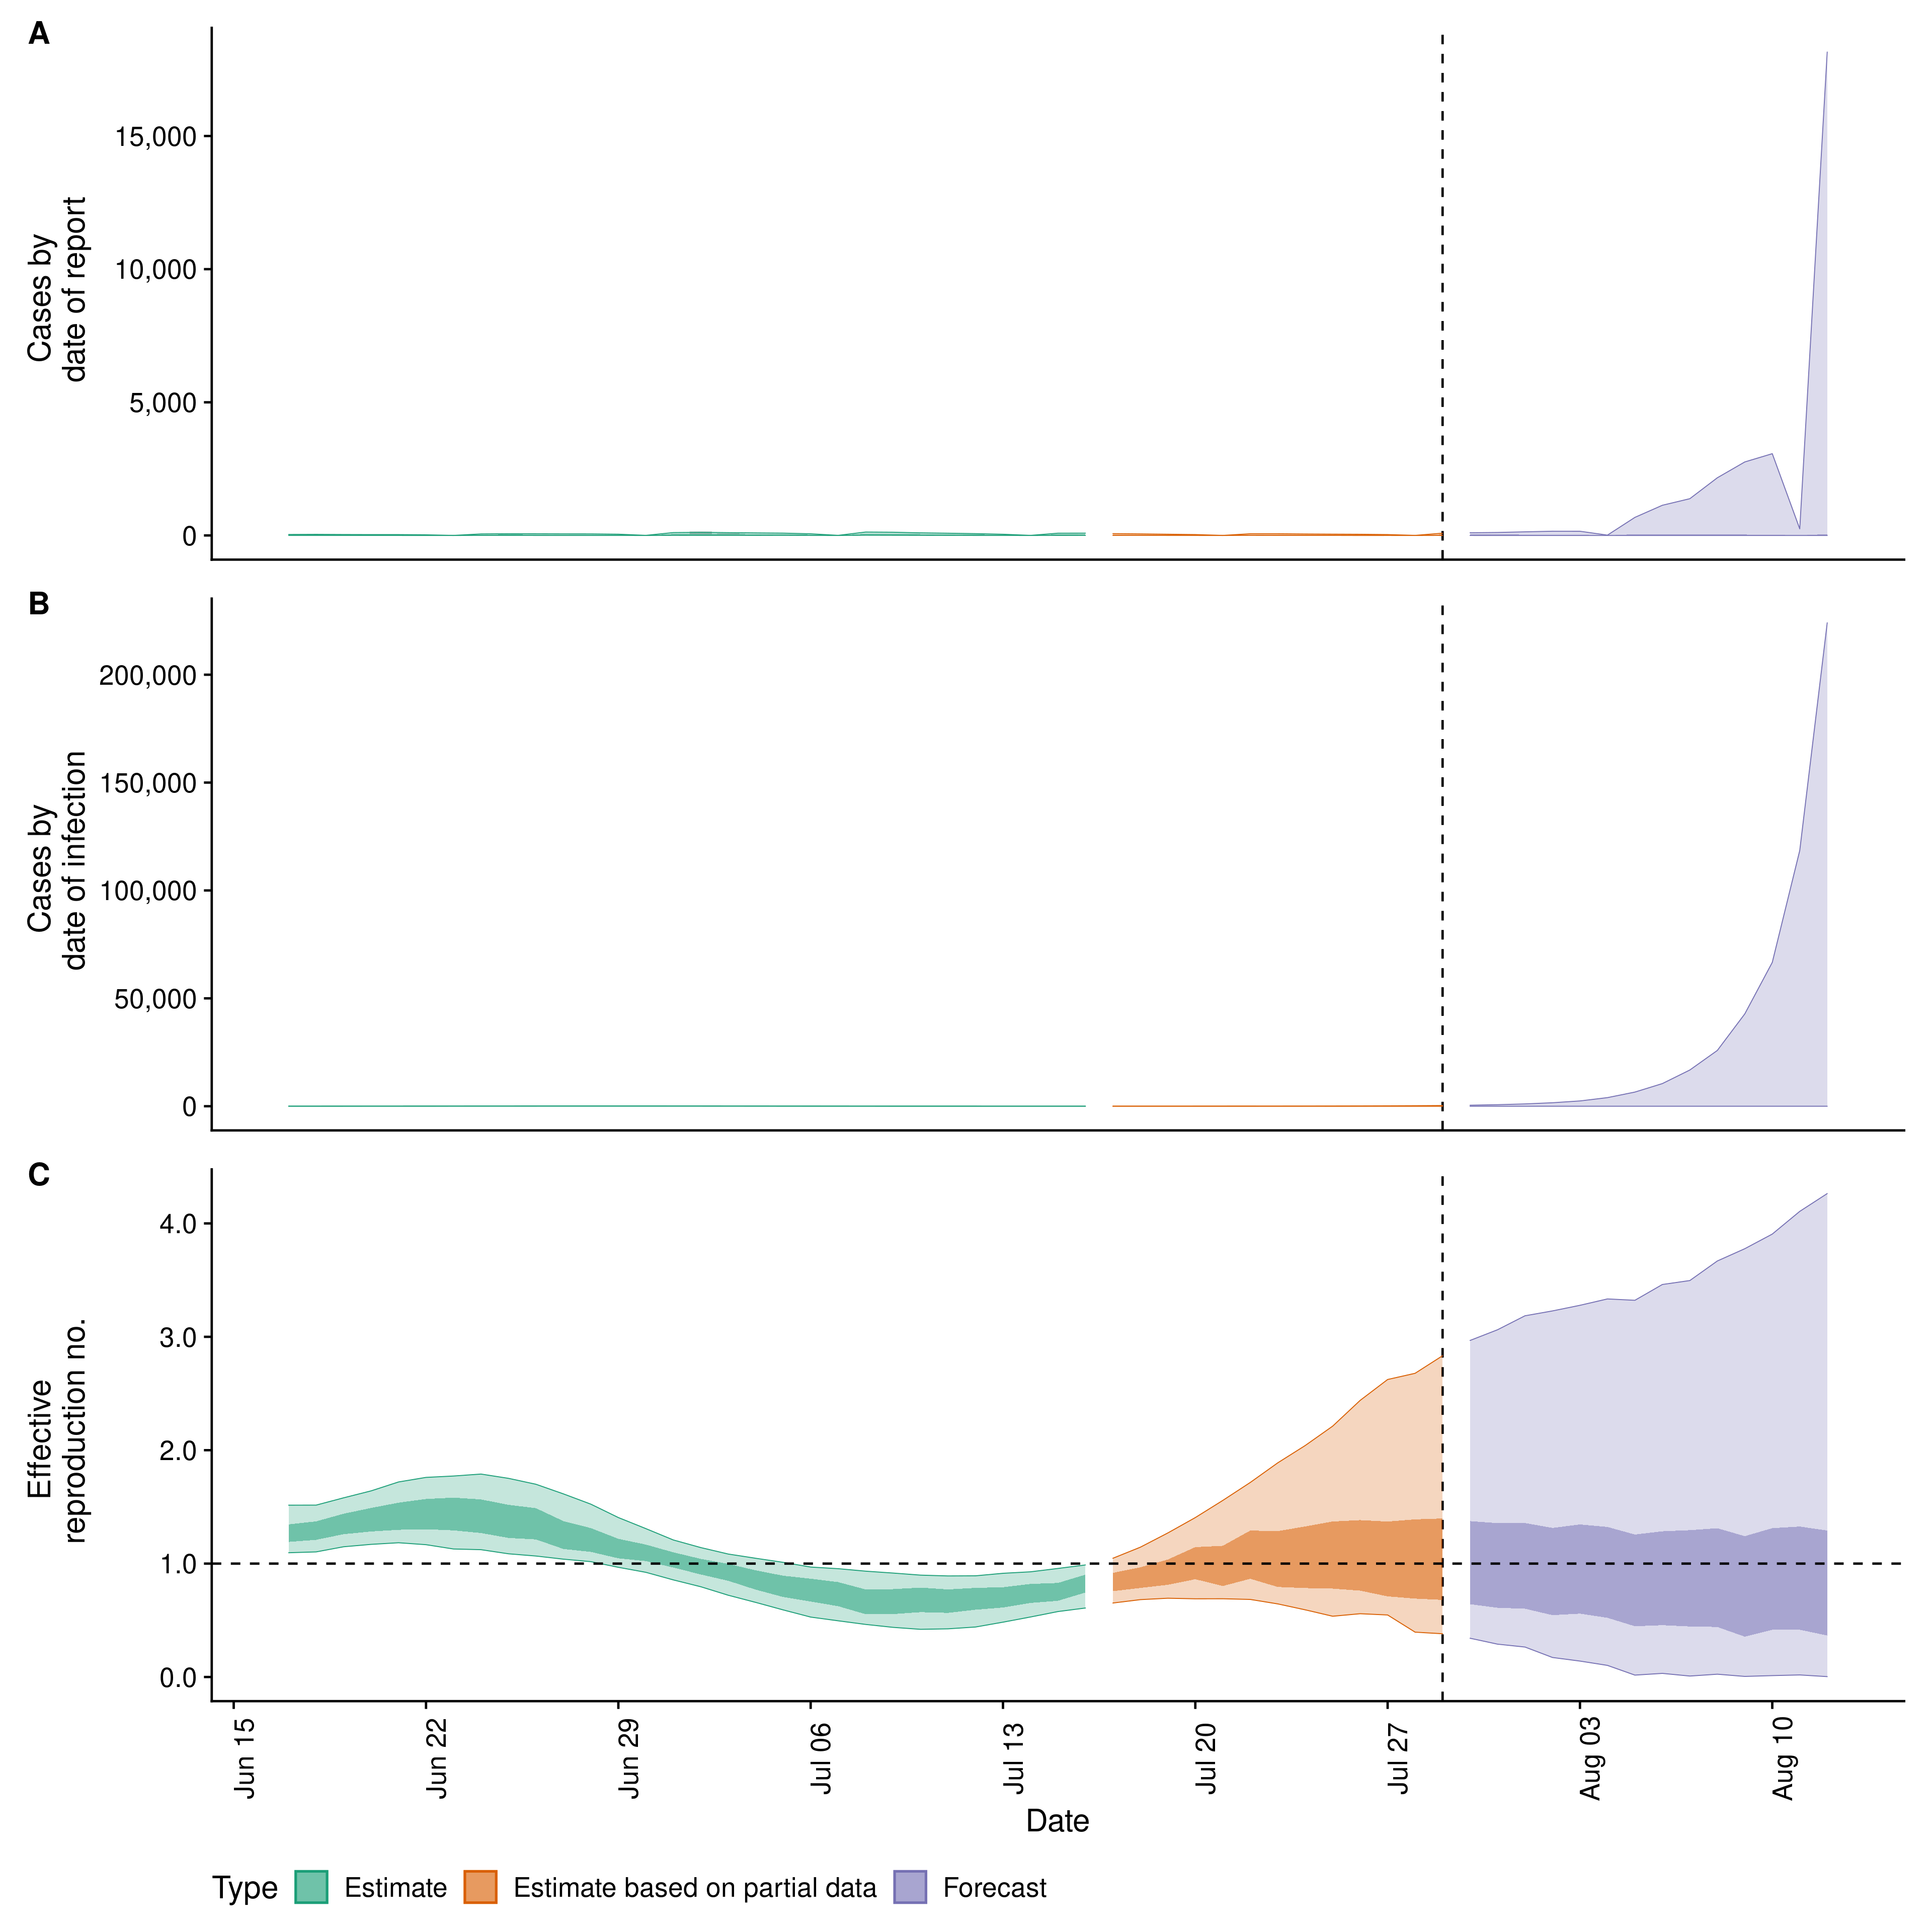 A
Cases by
date of report
15,000
10,000
5,000
0
B
Cases by
date of infection
200,000
150,000
100,000
50,000
0
C
Effective
reproduction no.
4.0
3.0
2.0
1.0
0.0
Jun 15
Jun 22
Jun 29
Jul 06
Jul 13
Jul 20
Jul 27
Aug 03
Aug 10
Date
Type Estimate Estimate based on partial data Forecast